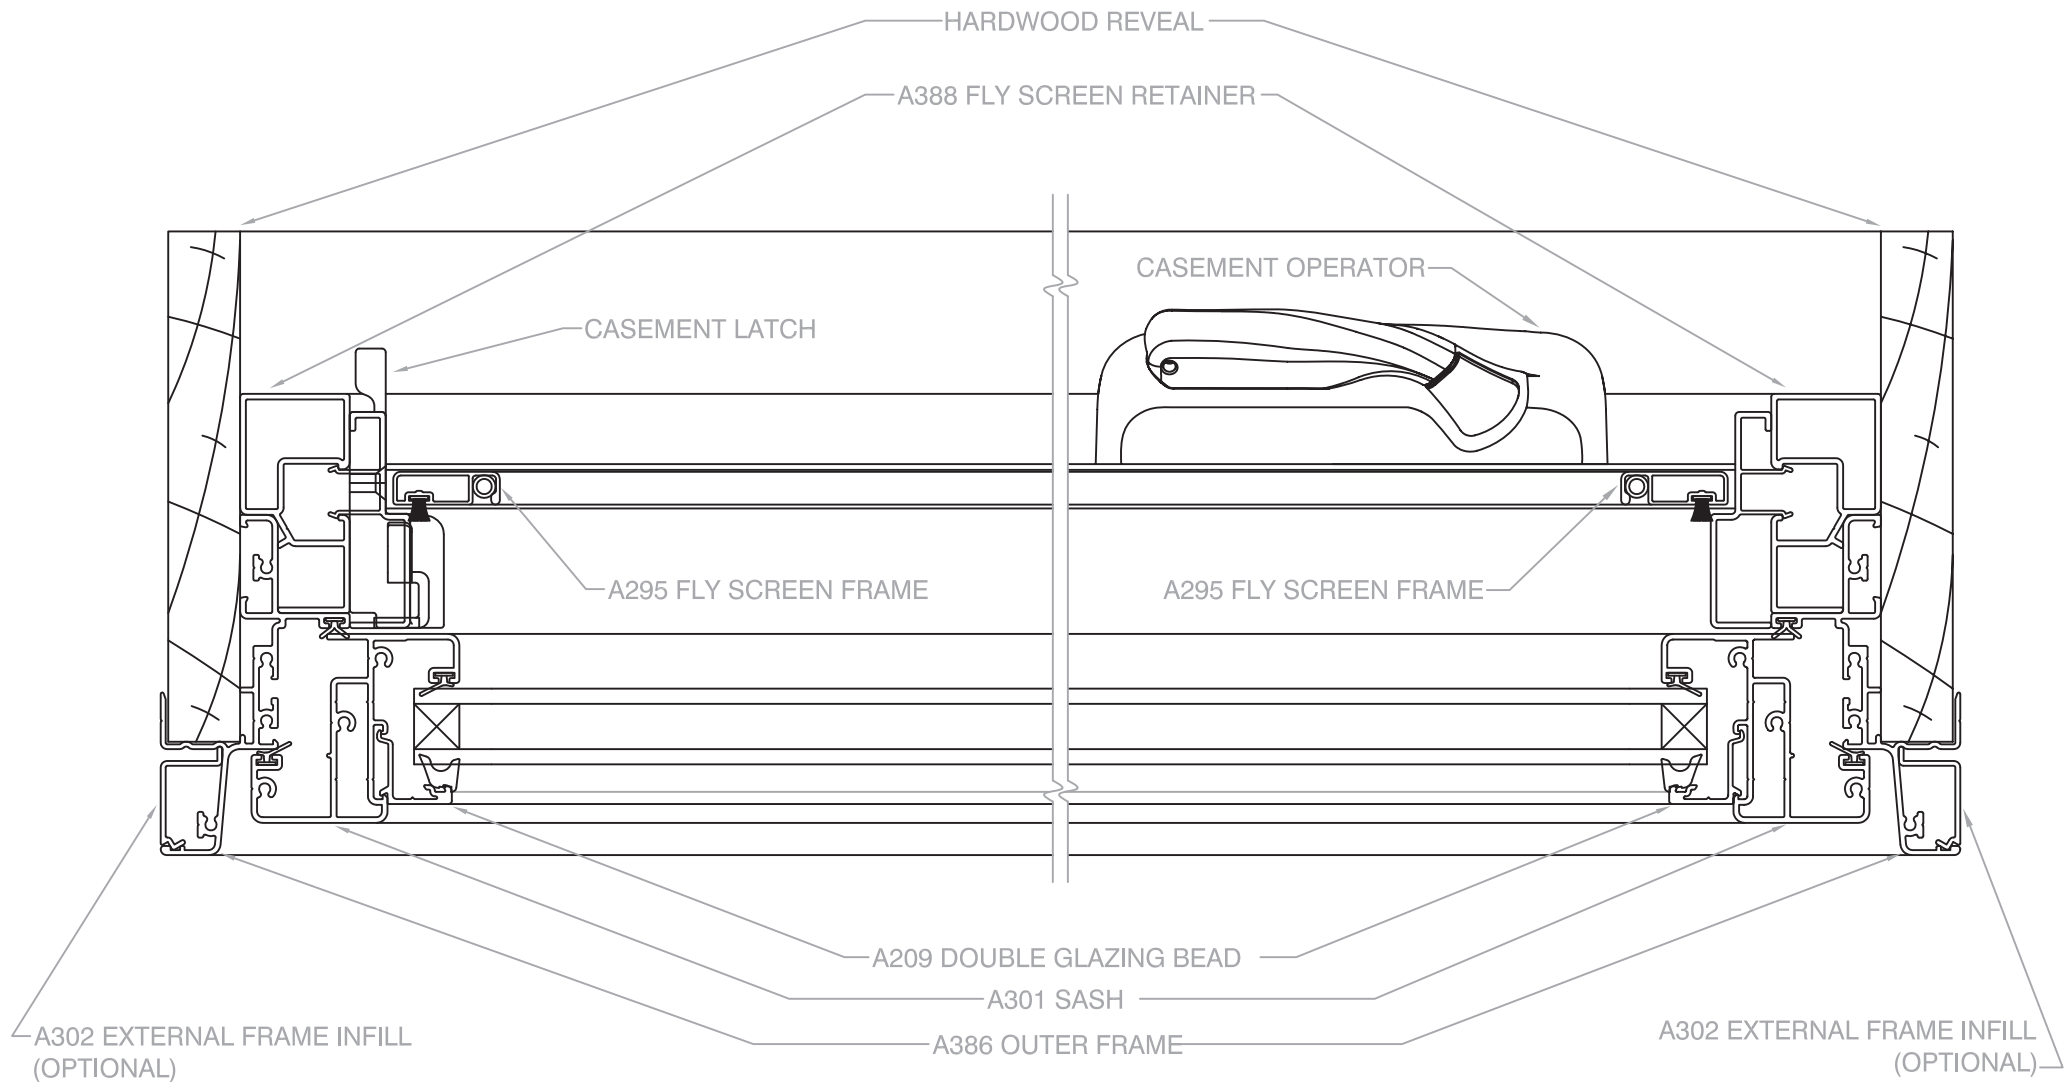 HARDWOOD REVEAL
A388 FLY SCREEN RETAINER
CASEMENT OPERATOR
CASEMENT LATCH
A295 FLY SCREEN FRAME
A295 FLY SCREEN FRAME
A209 DOUBLE GLAZING BEAD
A301 SASH
A386 OUTER FRAME
A302 EXTERNAL FRAME INFILL
(OPTIONAL)
A302 EXTERNAL FRAME INFILL
(OPTIONAL)